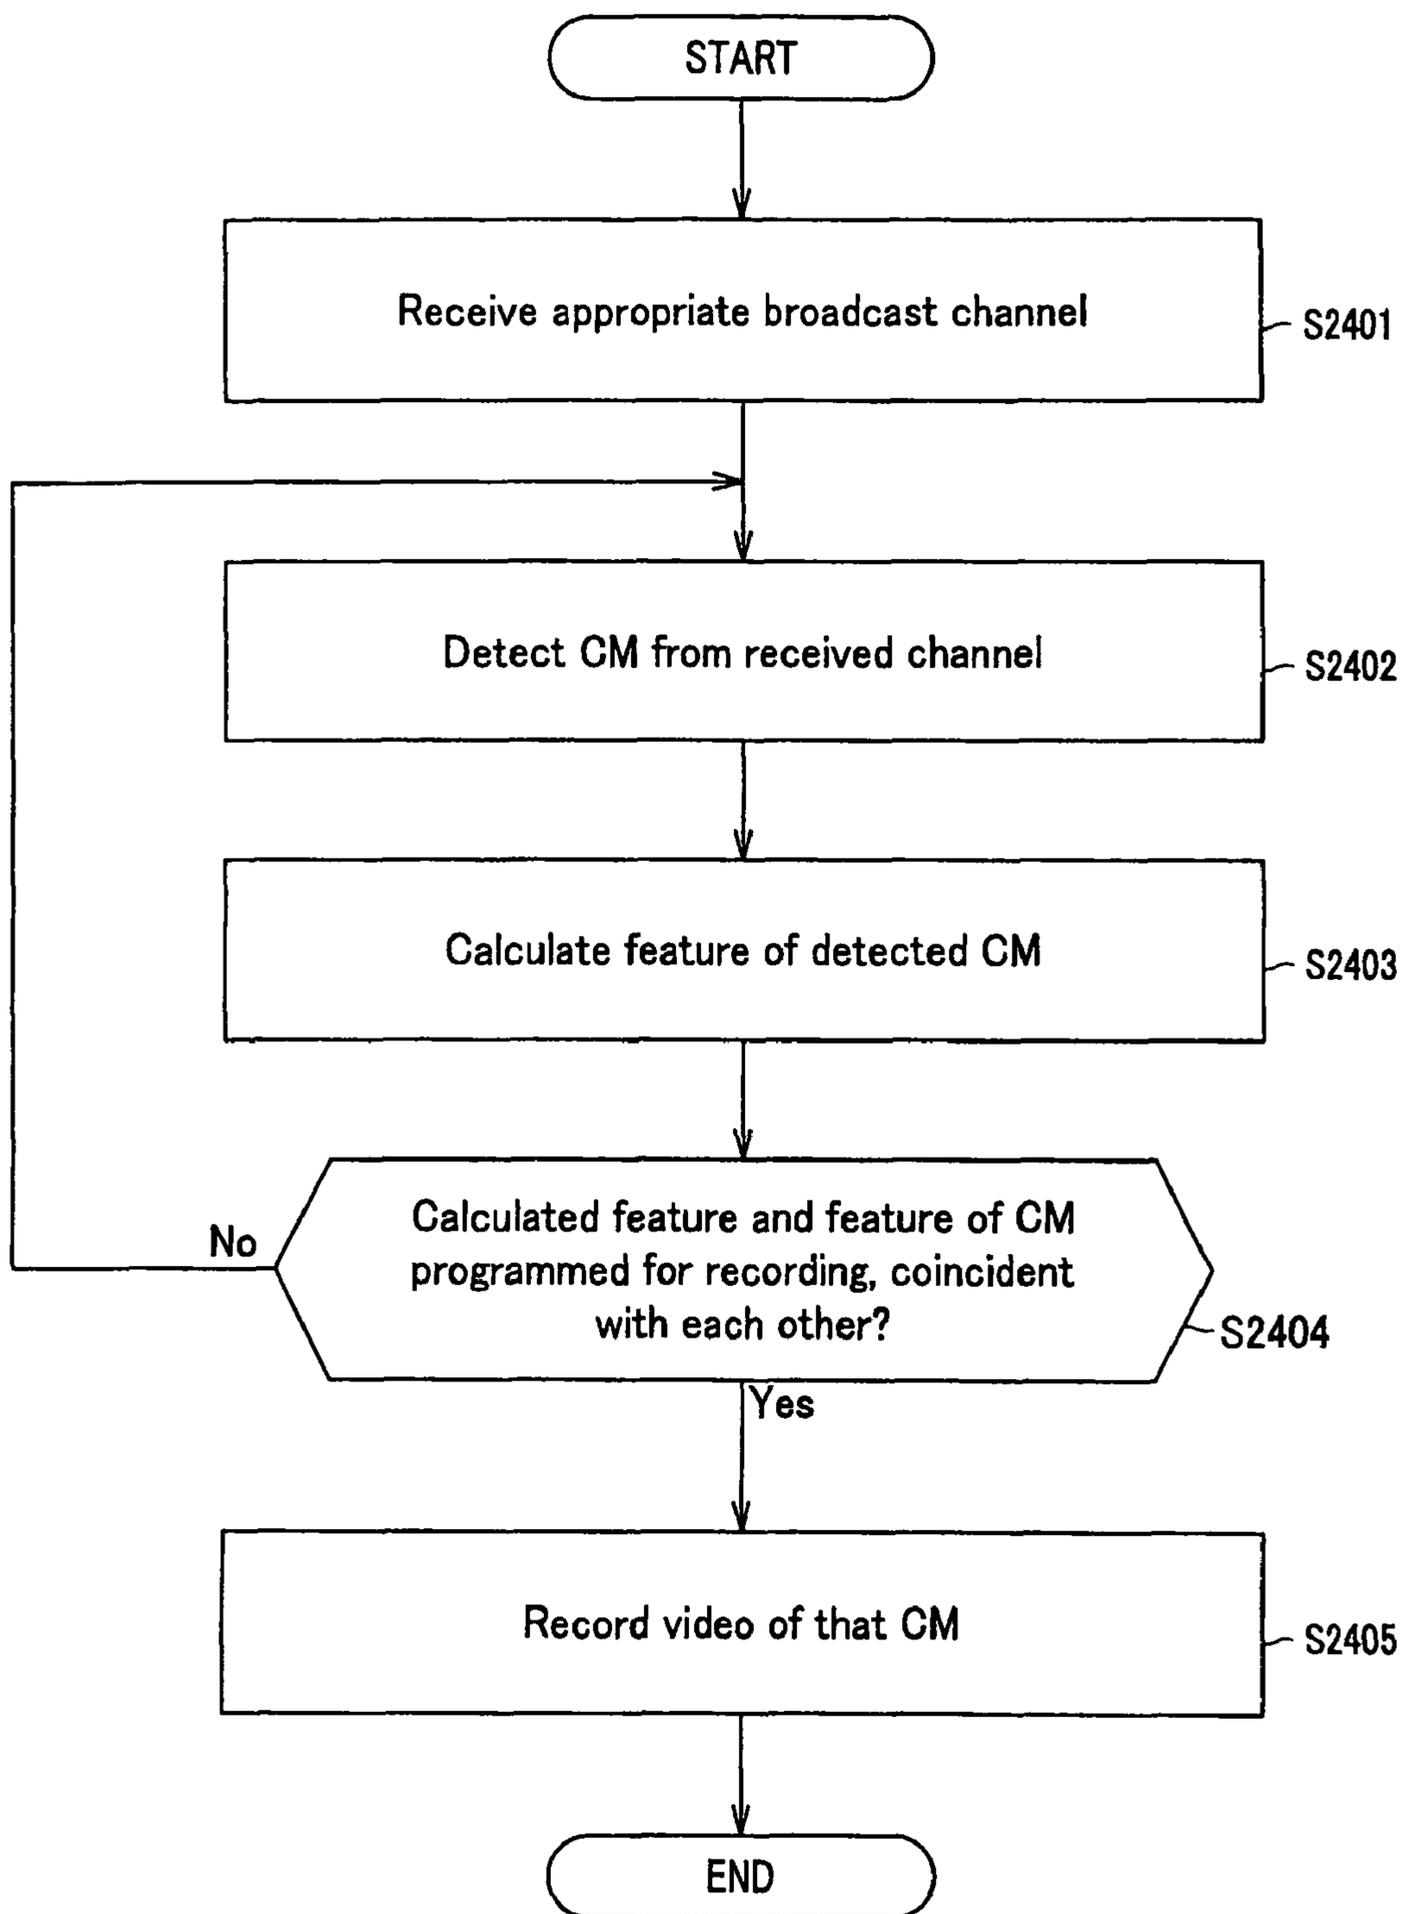 START
Receive appropriate broadcast channel
S2401
Detect CM from received channel
S2402
Calculate feature of detected CM
S2403
Calculated feature and feature of CM
programmed for recording, coincident
with each other?
No
S2404
Yes
Record video of that CM
S2405
END